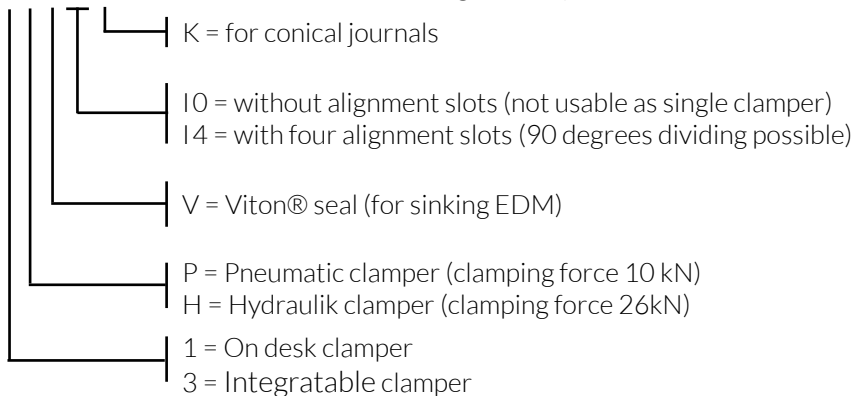 K = for conical journals
I0 = without alignment slots (not usable as single clamper)
I4 = with four alignment slots (90 degrees dividing possible)
V = Viton® seal (for sinking EDM)
P = Pneumatic clamper (clamping force 10 kN)
H = Hydraulik clamper (clamping force 26kN)
1 = On desk clamper
3 = Integratable clamper